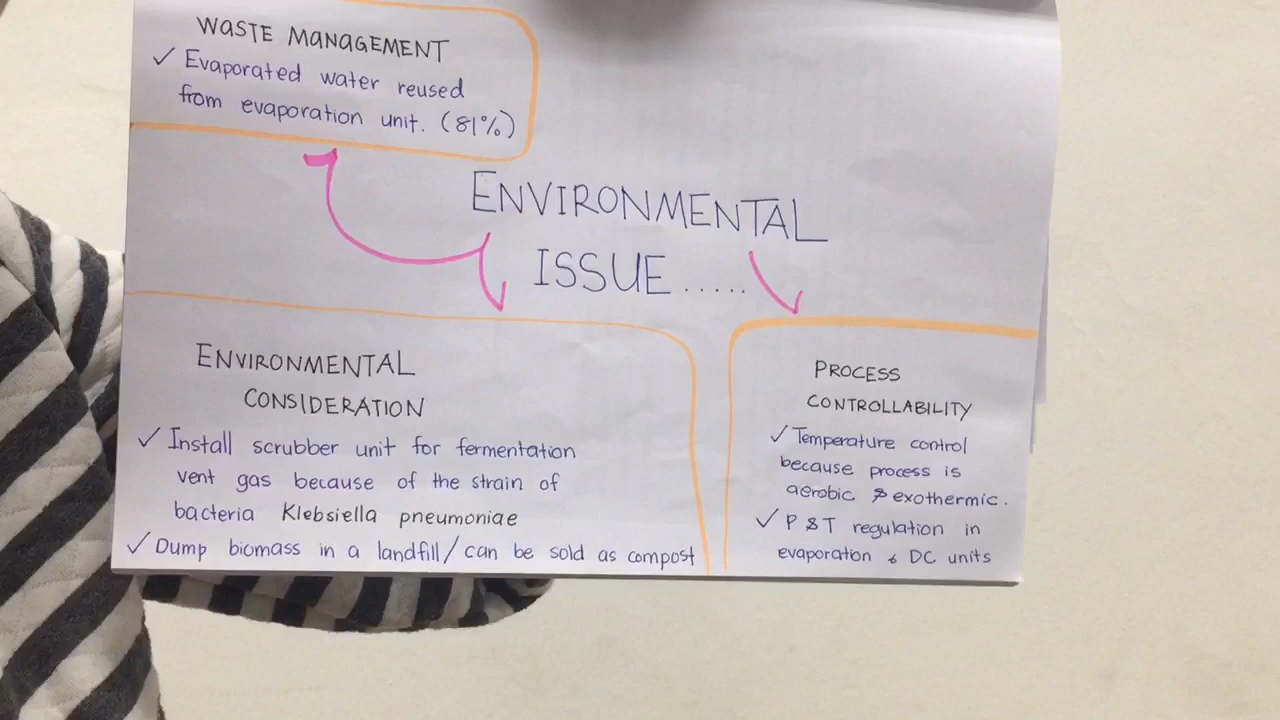 WASTE MANAGEMENT
✓ Evaporated water reused
from evaporation unit. (81%)
ENVIRONMENTAL
ISSUE.....
ENVIRONMENTAL
CONSIDERATION
✓ Install scrubber unit for fermentation
vent gas because of the strain of
bacteria Klebsiella pneumoniae
✓ Dump biomass in a landfill/can be sold as compost
PROCESS
CONTROLLABILITY
✓ Temperature control
because process is
aerobic & exothermic.
✓ P & T regulation in
evaporation & DC units